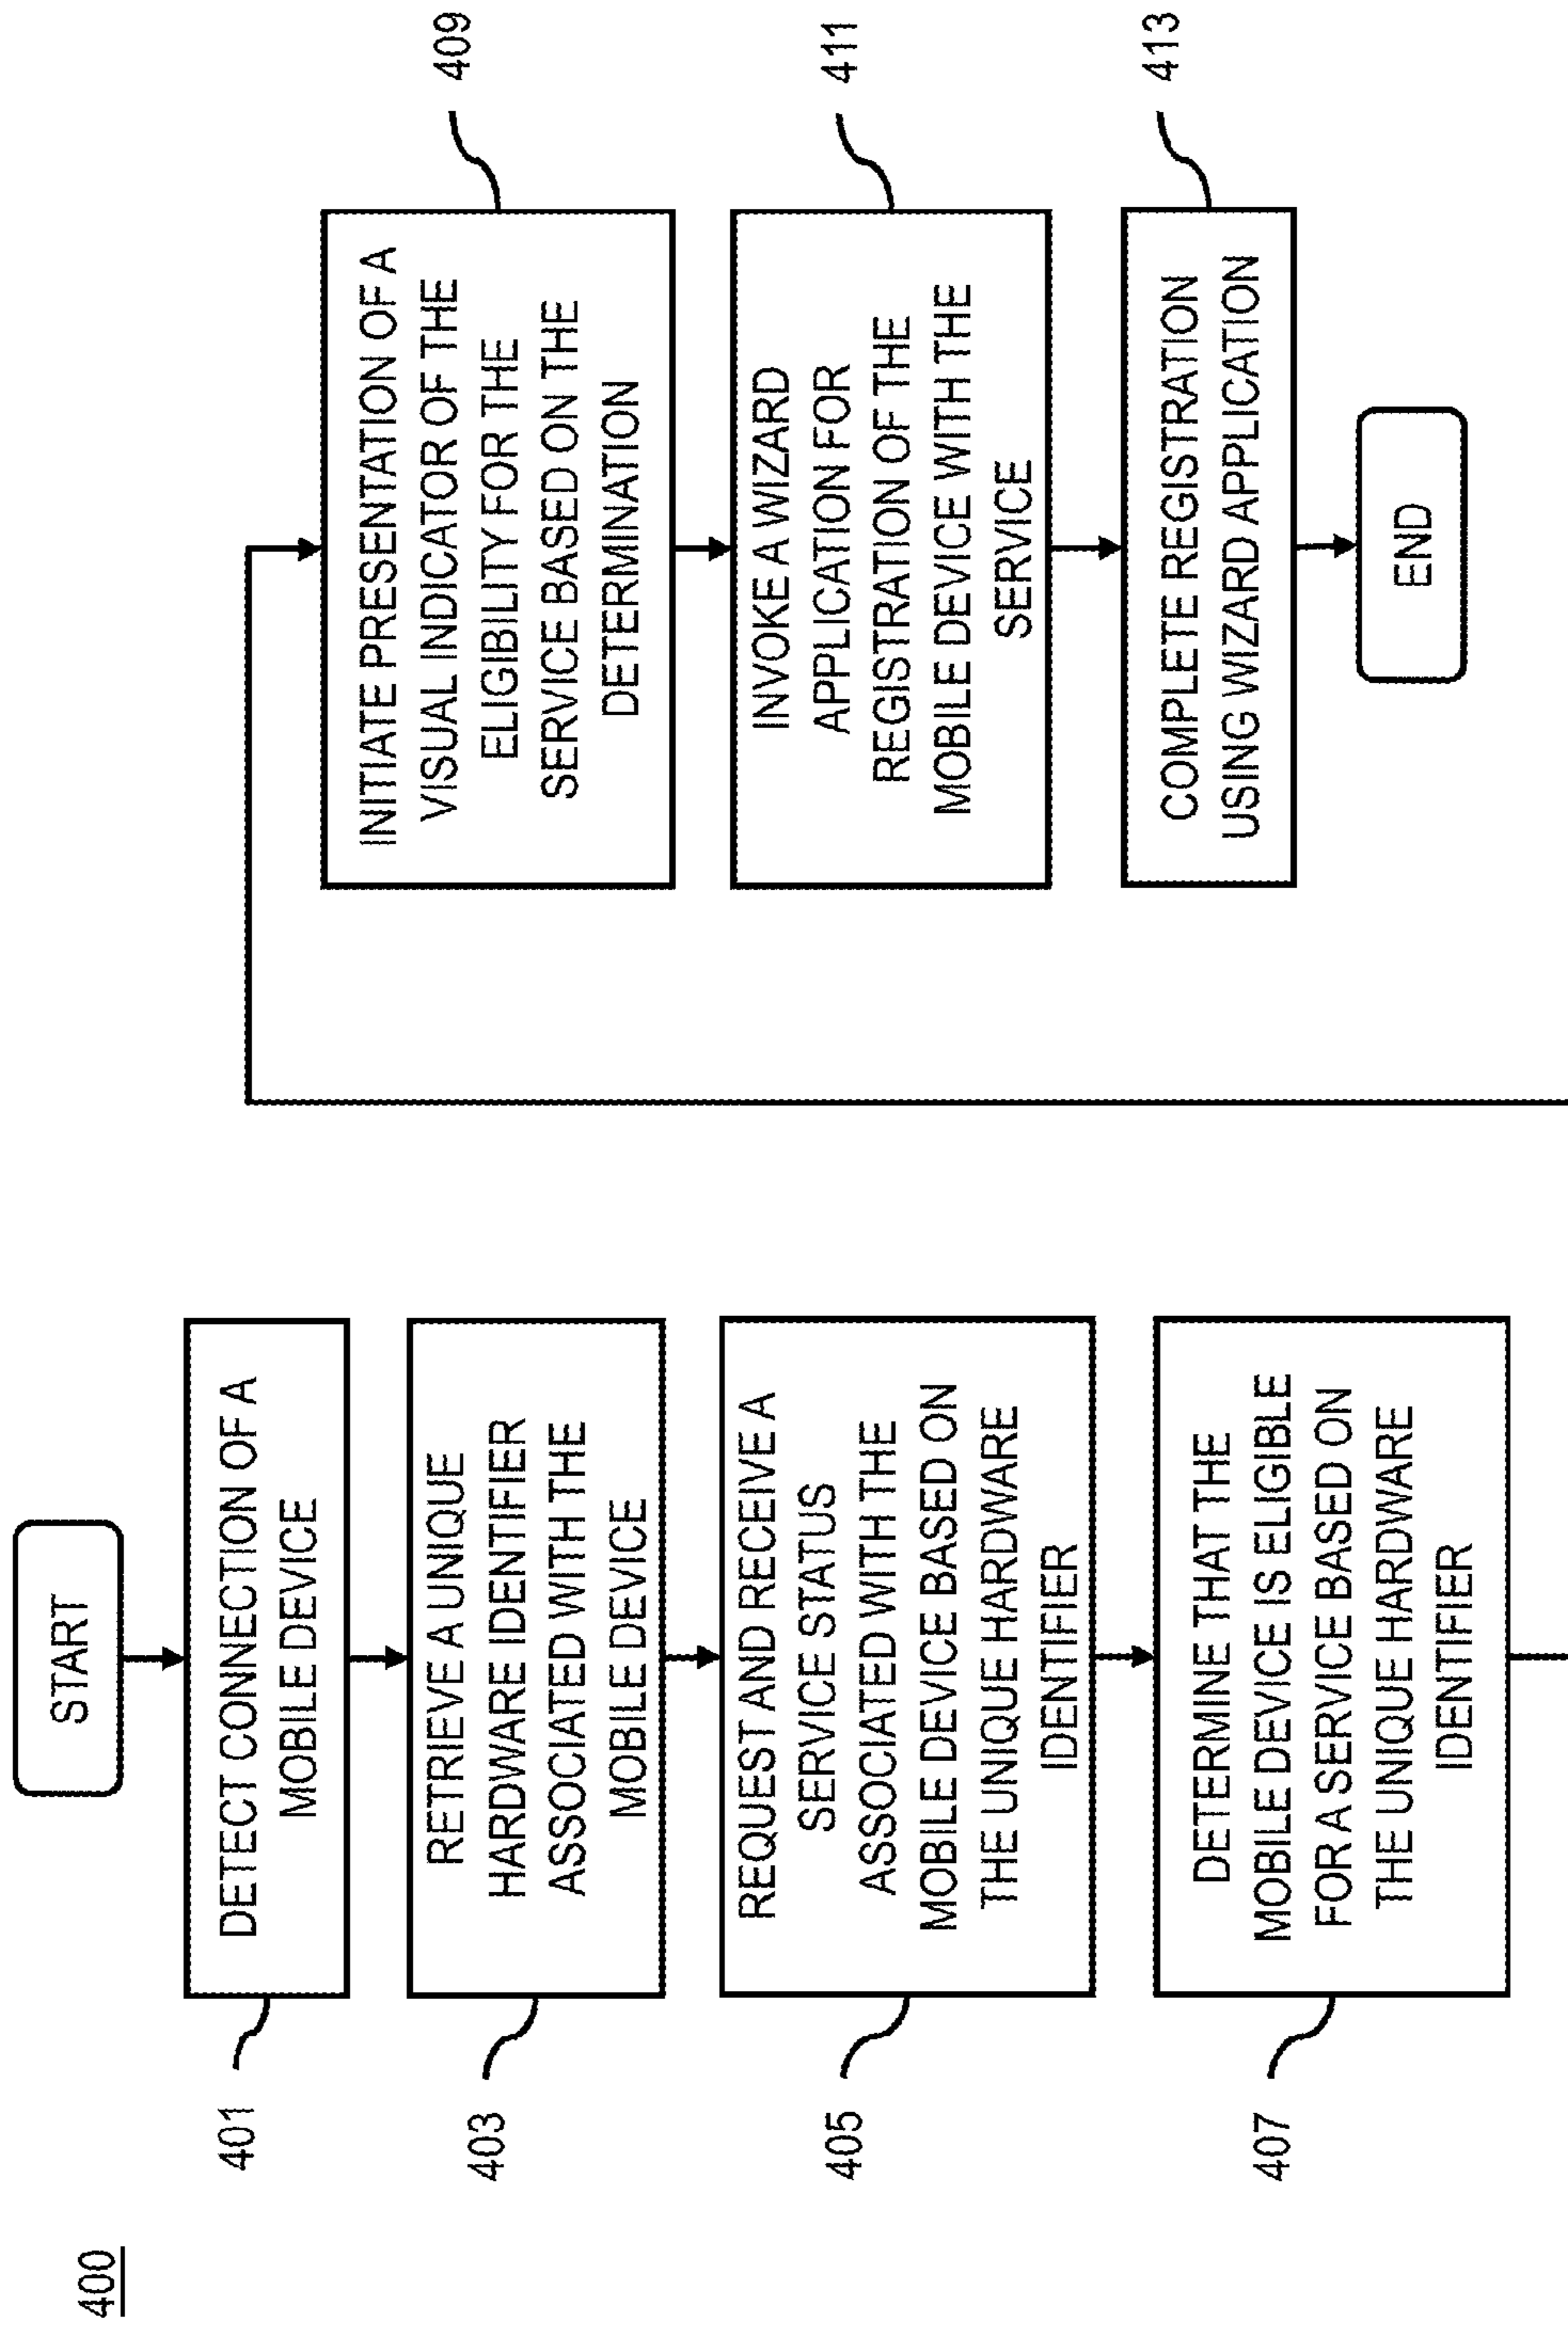 400
START
401
DETECT CONNECTION OF A
MOBILE DEVICE
403
RETRIEVE A UNIQUE
HARDWARE IDENTIFIER
ASSOCIATED WITH THE
MOBILE DEVICE
405
REQUEST AND RECEIVE A
SERVICE STATUS
ASSOCIATED WITH THE
MOBILE DEVICE BASED ON
THE UNIQUE HARDWARE
IDENTIFIER
407
DETERMINE THAT THE
MOBILE DEVICE IS ELIGIBLE
FOR A SERVICE BASED ON
THE UNIQUE HARDWARE
IDENTIFIER
409
INITIATE PRESENTATION OF A
VISUAL INDICATOR OF THE
ELIGIBILITY FOR THE
SERVICE BASED ON THE
DETERMINATION
411
INVOKE A WIZARD
APPLICATION FOR
REGISTRATION OF THE
MOBILE DEVICE WITH THE
SERVICE
413
COMPLETE REGISTRATION
USING WIZARD APPLICATION
END